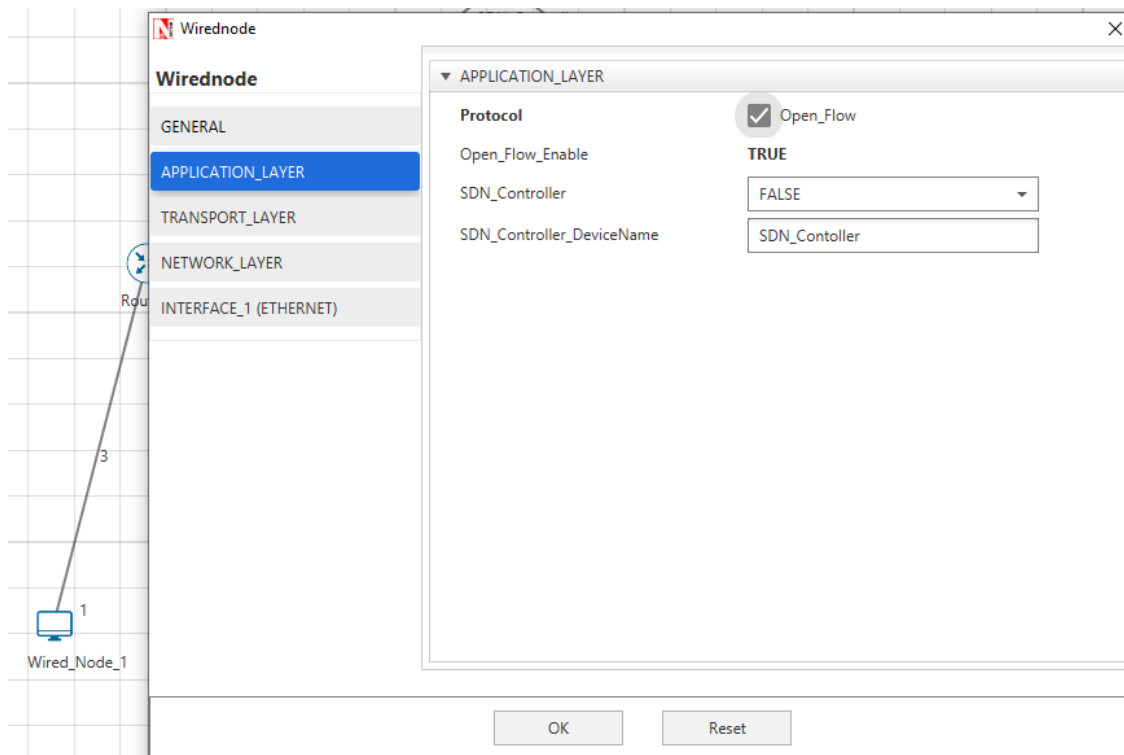 Wirednode
Wirednode
GENERAL
APPLICATION_LAYER
TRANSPORT_LAYER
NETWORK_LAYER
INTERFACE_1 (ETHERNET)
APPLICATION_LAYER
Protocol Open_Flow
Open_Flow_Enable TRUE
SDN_Controller FALSE
SDN_Controller_DeviceName SDN_Contoller
Rou
3
1
Wired_Node_1
OK Reset